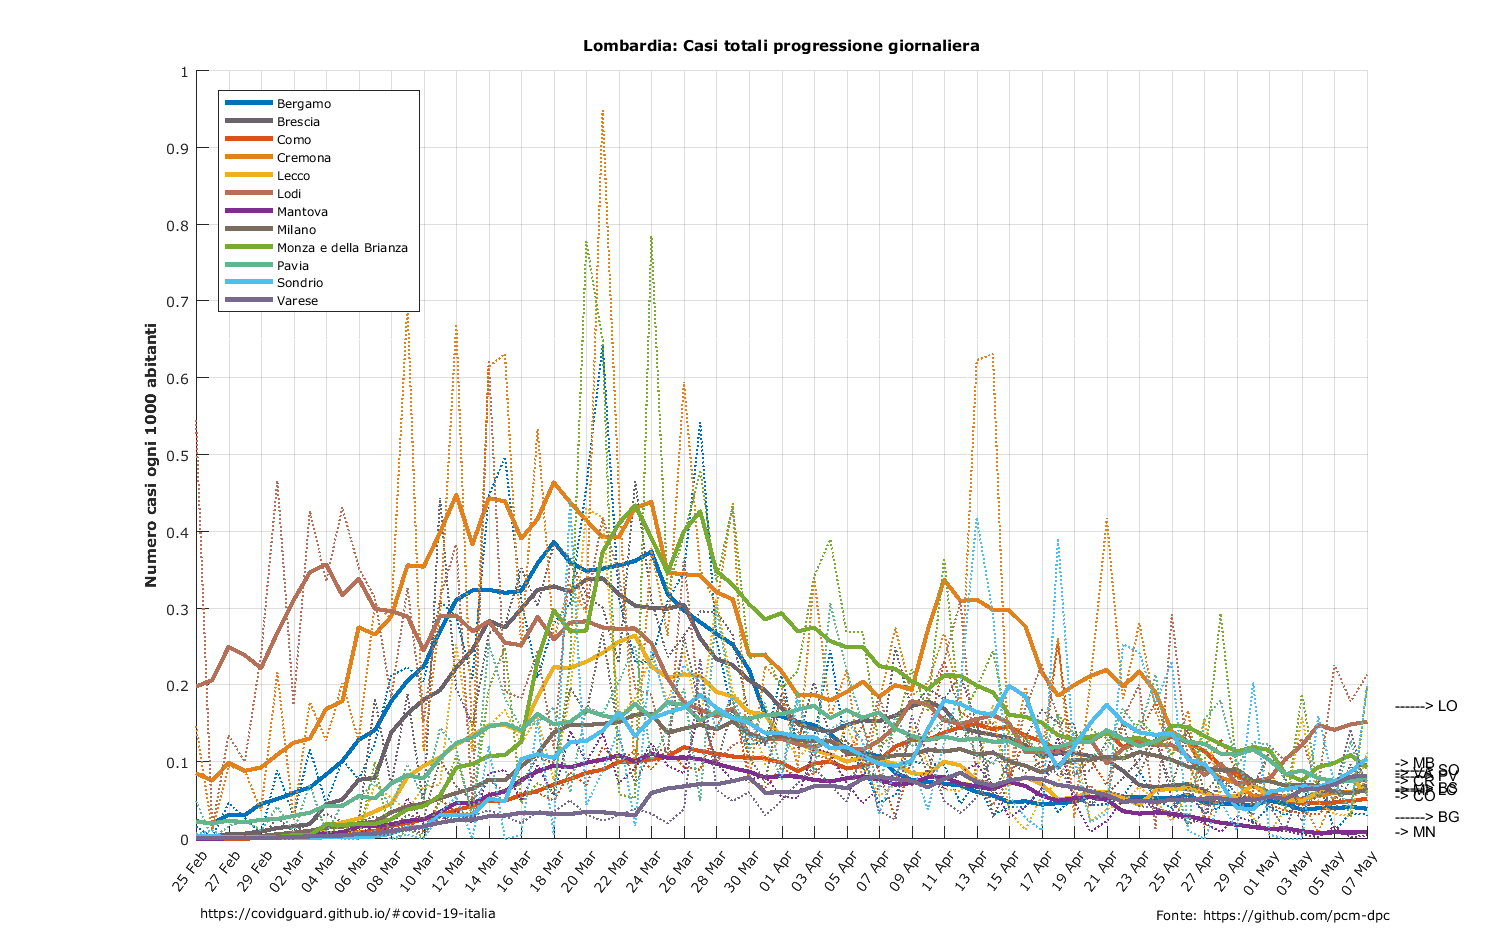 Lombardia: Casi totali progressione giornaliera
Numero casi ogni 1000 abitanti
1
0.9
0.8
0.7
0.6
0.5
0.4
0.3
0.2
0.1
0
Bergamo
Brescia
Como
Cremona
Lecco
Lodi
Mantova
Milano
Monza e della Brianza
Pavia
Sondrio
Varese
------> LO
-> MB
SO
PV
-> CR
-> CO
------> BG
-> MN
25 Feb
27 Feb
29 Feb
02 Mar
04 Mar
06 Mar
08 Mar
10 Mar
12 Mar
14 Mar
16 Mar
18 Mar
20 Mar
22 Mar
24 Mar
26 Mar
28 Mar
30 Mar
01 Apr
03 Apr
05 Apr
07 Apr
09 Apr
11 Apr
13 Apr
15 Apr
17 Apr
19 Apr
21 Apr
23 Apr
25 Apr
27 Apr
29 Apr
01 May
03 May
05 May
07 May
https://covidguard.github.io/#covid-19-italia
Fonte: https://github.com/pcm-dpc